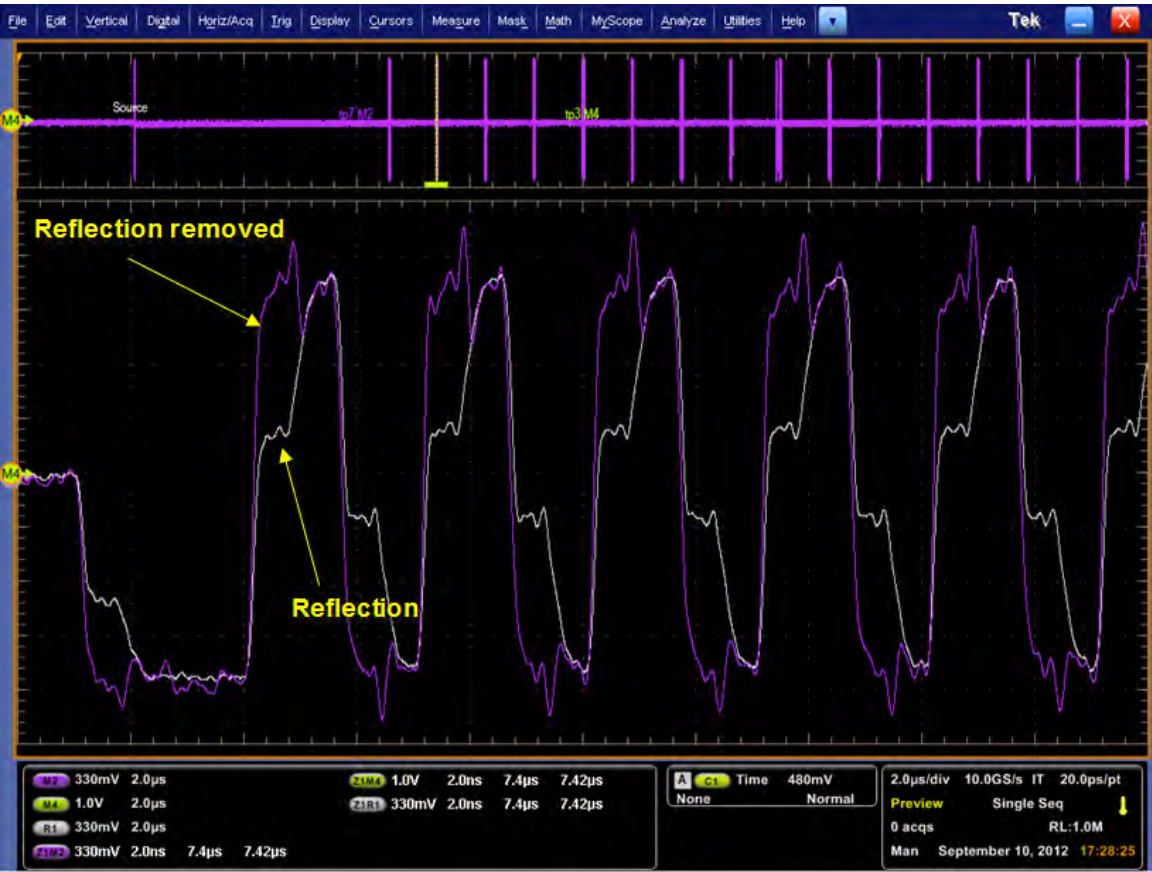 File Edit Vertical Digital Horiz/Acq Trig Display Cursors Measure Mask Math MyScope Analyze Utilities Help Tek X
Source tp7 M2 tp3 M4
M4
Reflection removed
M4
Reflection
M2 330mV 2.0µs Z1M4 1.0V 2.0ns 7.4µs 7.42µs A C1 Time 480mV 2.0µs/div 10.0GS/s IT 20.0ps/pt
M4 1.0V 2.0µs Z1R1 330mV 2.0ns 7.4µs 7.42µs None Normal Preview Single Seq
R1 330mV 2.0µs 0 acqs RL:1.0M
Z1M2 330mV 2.0ns 7.4µs 7.42µs Man September 10, 2012 17:28:25